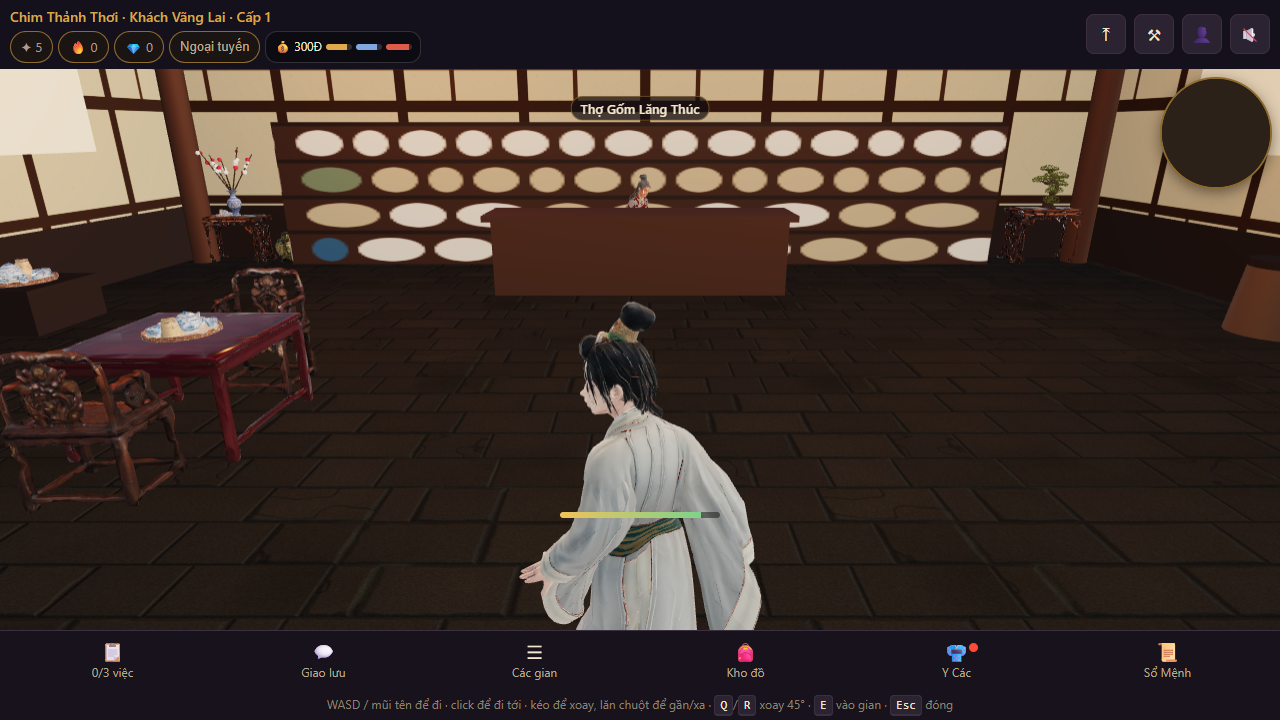 Chim Thảnh Thơi · Khách Vãng Lai · Cấp 1
5
0
0
Ngoại tuyến
300Đ
Thợ Gốm Lăng Thúc
0/3 việc
Giao lưu
Các gian
Kho đồ
Y Các
Sổ Mệnh
WASD / mũi tên để đi · click để đi tới · kéo để xoay, lăn chuột để gần/xa · Q / R xoay 45° · E vào gian · Esc đóng